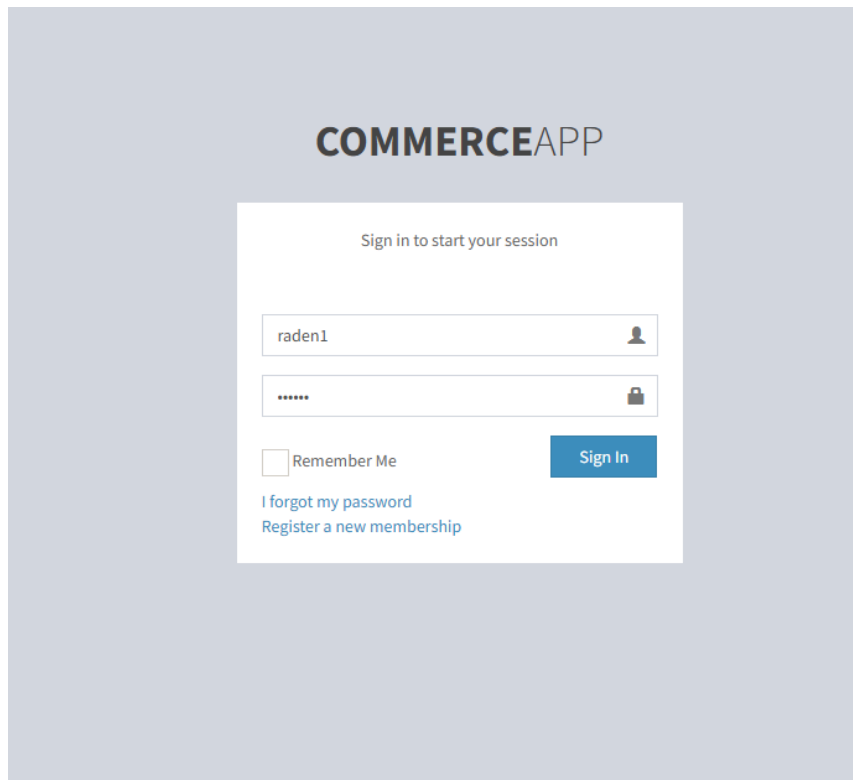 COMMERCEAPP
Sign in to start your session
raden1
••••••
Remember Me
Sign In
I forgot my password
Register a new membership